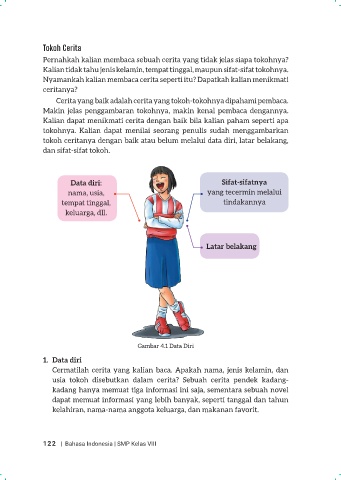 Tokoh Cerita
Pernahkah kalian membaca sebuah cerita yang tidak jelas siapa tokohnya?
Kalian tidak tahu jenis kelamin, tempat tinggal, maupun sifat-sifat tokohnya.
Nyamankah kalian membaca cerita seperti itu? Dapatkah kalian menikmati
ceritanya?
Cerita yang baik adalah cerita yang tokoh-tokohnya dipahami pembaca.
Makin jelas penggambaran tokohnya, makin kenal pembaca dengannya.
Kalian dapat menikmati cerita dengan baik bila kalian paham seperti apa
tokohnya. Kalian dapat menilai seorang penulis sudah menggambarkan
tokoh ceritanya dengan baik atau belum melalui data diri, latar belakang,
dan sifat-sifat tokoh.
Data diri:
nama, usia,
tempat tinggal,
keluarga, dll.
Sifat-sifatnya
yang tecermin melalui
tindakannya
Latar belakang
Gambar 4.1 Data Diri
1. Data diri
Cermatilah cerita yang kalian baca. Apakah nama, jenis kelamin, dan
usia tokoh disebutkan dalam cerita? Sebuah cerita pendek kadang-
kadang hanya memuat tiga informasi ini saja, sementara sebuah novel
dapat memuat informasi yang lebih banyak, seperti tanggal dan tahun
kelahiran, nama-nama anggota keluarga, dan makanan favorit.
122 | Bahasa Indonesia | SMP Kelas VIII